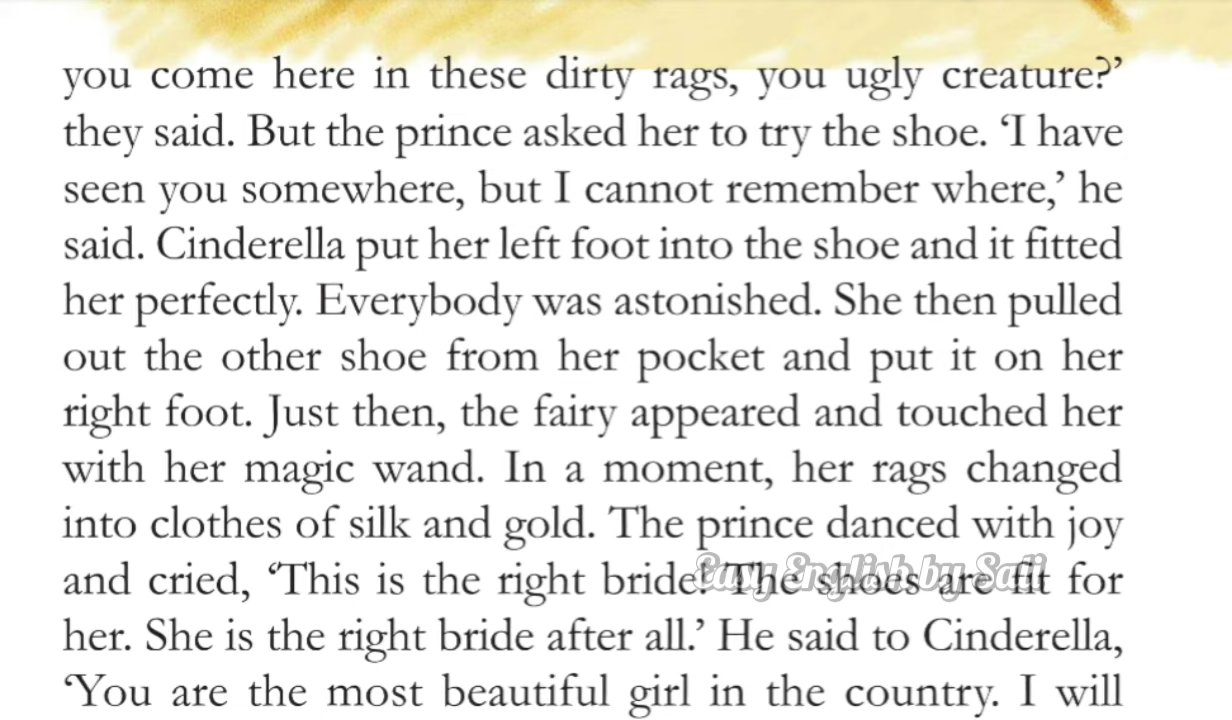 you come here in these dirty rags, you ugly creature?’
they said. But the prince asked her to try the shoe. ‘I have
seen you somewhere, but I cannot remember where,’ he
said. Cinderella put her left foot into the shoe and it fitted
her perfectly. Everybody was astonished. She then pulled
out the other shoe from her pocket and put it on her
right foot. Just then, the fairy appeared and touched her
with her magic wand. In a moment, her rags changed
into clothes of silk and gold. The prince danced with joy
Easy English by Safi
and cried, ‘This is the right bride! The shoes are fit for
her. She is the right bride after all.’ He said to Cinderella,
‘You are the most beautiful girl in the country. I will